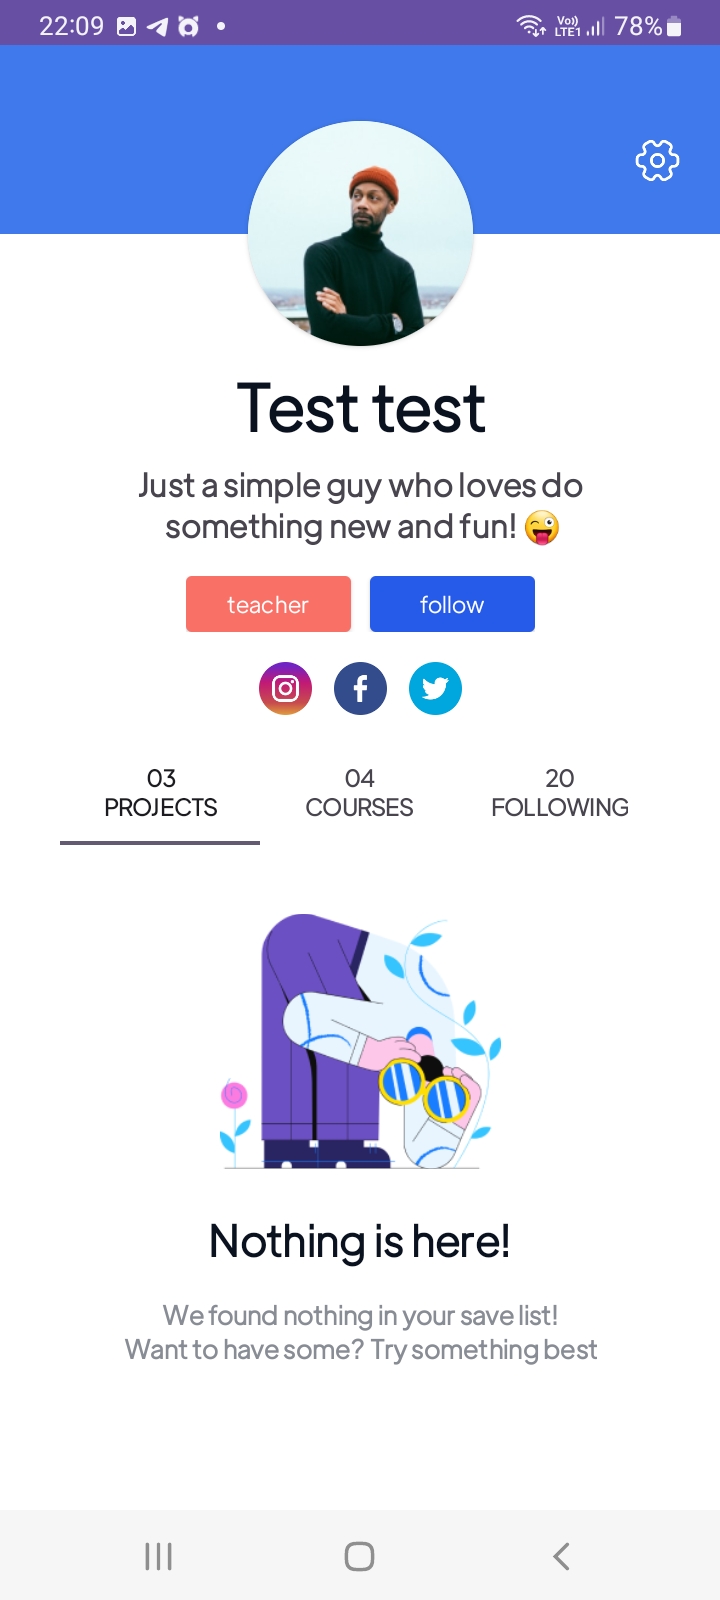 22:09
Vo))
LTE1
78%
Test test
Just a simple guy who loves do
something new and fun! 😜
teacher
follow
03
PROJECTS
04
COURSES
20
FOLLOWING
Nothing is here!
We found nothing in your save list!
Want to have some? Try something best